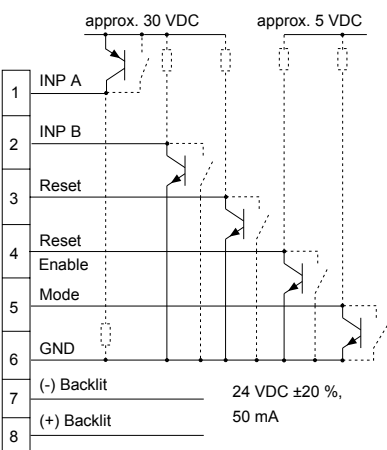 approx. 30 VDC approx. 5 VDC
1 INP A
2 INP B
3 Reset
4 Reset
Enable
5 Mode
6 GND
7 (-) Backlit
24 VDC ±20 %,
50 mA
8 (+) Backlit